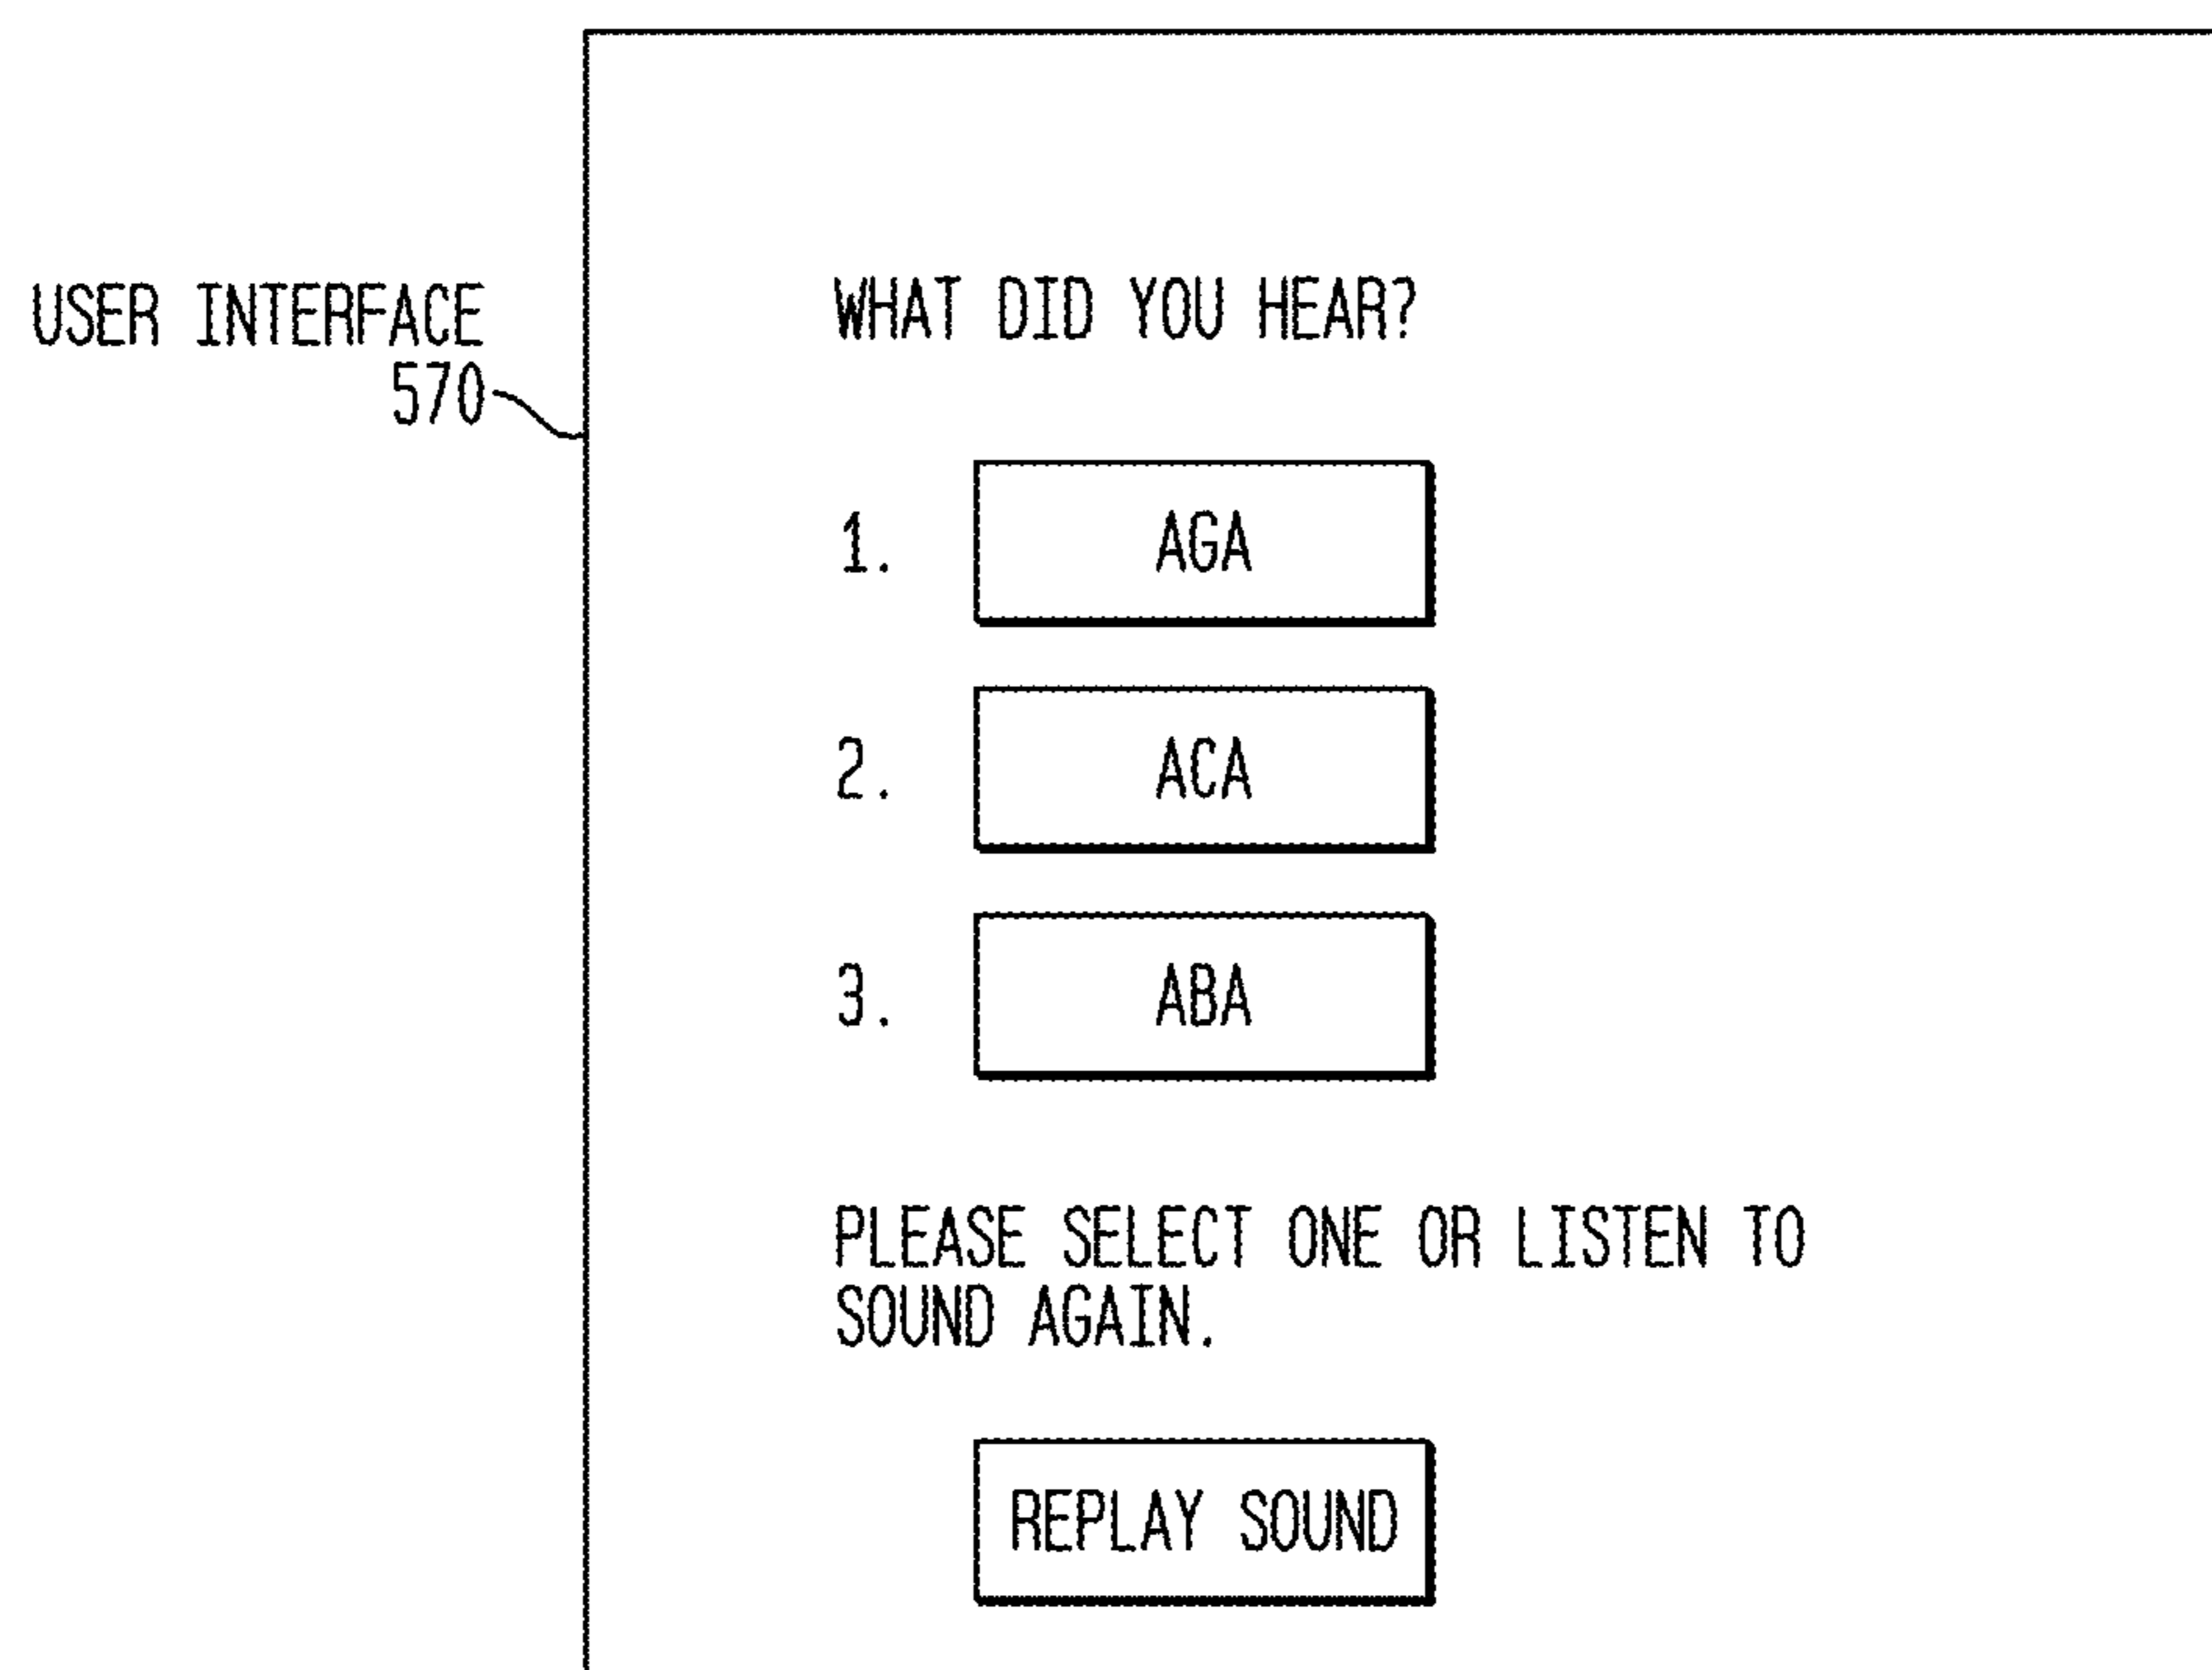 USER INTERFACE
570
WHAT DID YOU HEAR?
1. AGA
2. ACA
3. ABA
PLEASE SELECT ONE OR LISTEN TO
SOUND AGAIN.
REPLAY SOUND